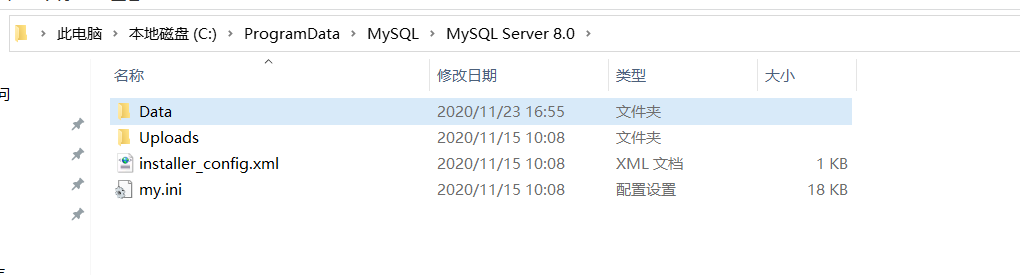 此电脑 › 本地磁盘 (C:) › ProgramData › MySQL › MySQL Server 8.0 ›
名称 修改日期 类型 大小
问
Data 2020/11/23 16:55 文件夹
Uploads 2020/11/15 10:08 文件夹
installer_config.xml 2020/11/15 10:08 XML 文档 1 KB
my.ini 2020/11/15 10:08 配置设置 18 KB